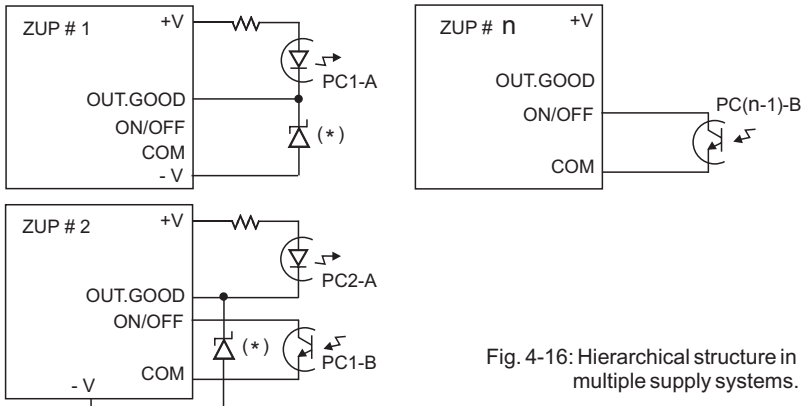 ZUP # 1
+V
PC1-A
OUT.GOOD
ON/OFF
(*)
COM
- V
ZUP # n
+V
OUT.GOOD
PC(n-1)-B
ON/OFF
COM
ZUP # 2
+V
PC2-A
OUT.GOOD
ON/OFF
(*)
PC1-B
COM
- V
Fig. 4-16: Hierarchical structure in
multiple supply systems.